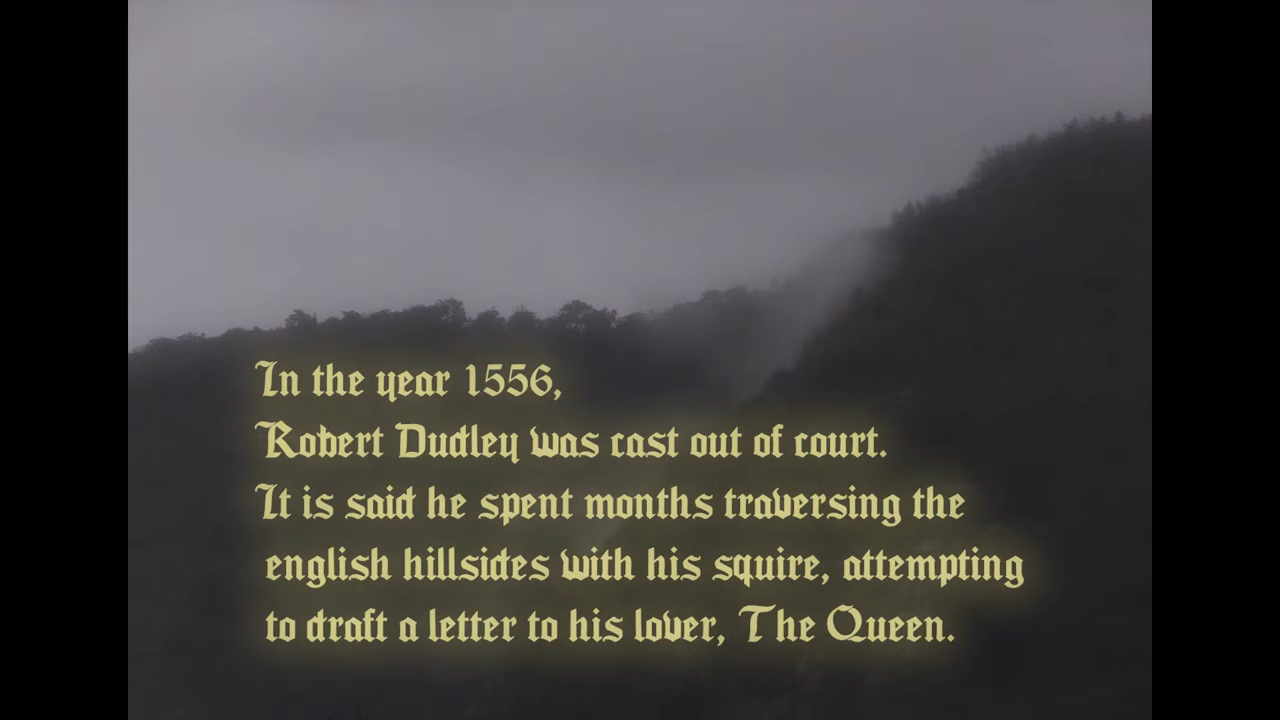 In the year 1556,
Robert Dudley was cast out of court.
It is said he spent months traversing the
english hillsides with his squire, attempting
to draft a letter to his lover, The Queen.